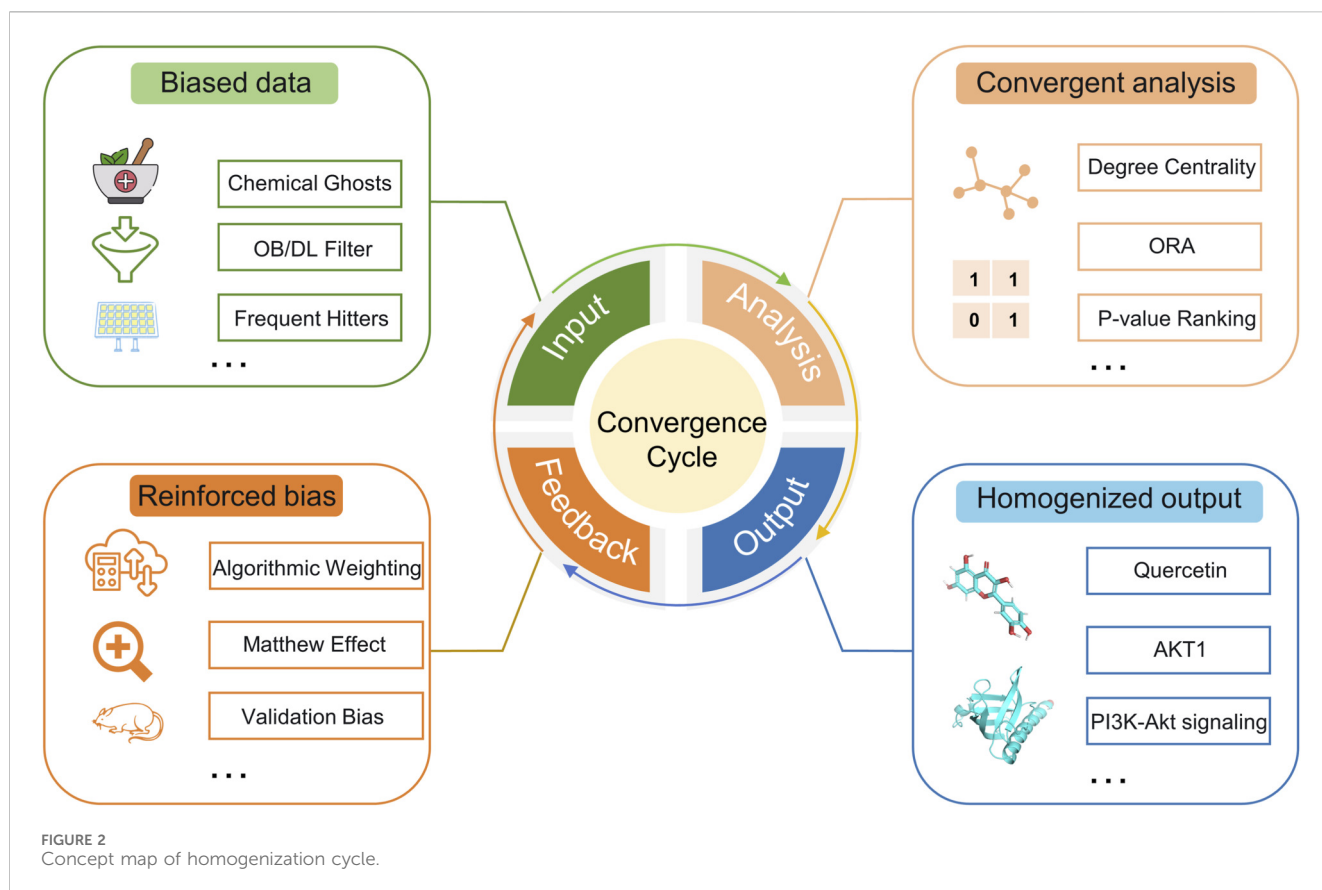 Biased data
Chemical Ghosts
OB/DL Filter
Frequent Hitters
...
Convergent analysis
Degree Centrality
ORA
1 1
0 1
P-value Ranking
...
Input
Analysis
Convergence
Cycle
Feedback
Output
Reinforced bias
Algorithmic Weighting
Matthew Effect
Validation Bias
...
Homogenized output
Quercetin
AKT1
PI3K-Akt signaling
...
FIGURE 2
Concept map of homogenization cycle.